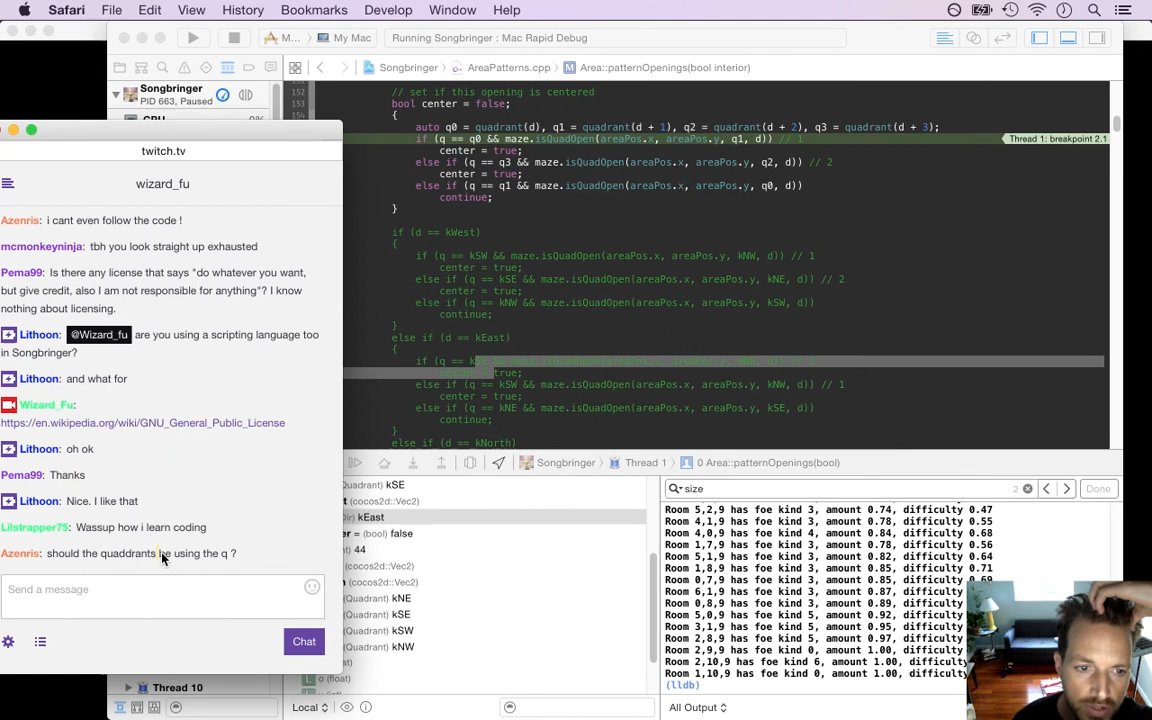 Safari File Edit View History Bookmarks Develop Window Help
M... My Mac
Running Songbringer : Mac Rapid Debug
Songbringer AreaPatterns.cpp M Area::patternOpenings(bool interior)
Songbringer
PID 663, Paused
152 // set if this opening is centered
153 bool center = false;
154 {
auto q0 = quadrant(d), q1 = quadrant(d + 1), q2 = quadrant(d + 2), q3 = quadrant(d + 3);
if (q == q0 && maze.isQuadOpen(areaPos.x, areaPos.y, q1, d)) // 1
Thread 1: breakpoint 2.1
center = true;
else if (q == q3 && maze.isQuadOpen(areaPos.x, areaPos.y, q2, d)) // 2
center = true;
else if (q == q1 && maze.isQuadOpen(areaPos.x, areaPos.y, q0, d))
continue;
}
if (d == kWest)
{
if (q == kSW && maze.isQuadOpen(areaPos.x, areaPos.y, kNW, d)) // 1
center = true;
else if (q == kSE && maze.isQuadOpen(areaPos.x, areaPos.y, kNE, d)) // 2
center = true;
else if (q == kNW && maze.isQuadOpen(areaPos.x, areaPos.y, kSW, d))
continue;
}
else if (d == kEast)
{
if (q == kSE && maze.isQuadOpen(areaPos.x, areaPos.y, kNE, d)) //
center = true;
else if (q == kSW && maze.isQuadOpen(areaPos.x, areaPos.y, kNW, d)) // 1
center = true;
else if (q == kNE && maze.isQuadOpen(areaPos.x, areaPos.y, kSE, d))
continue;
}
else if (d == kNorth)
twitch.tv
wizard_fu
Azenris: i cant even follow the code !
mcmonkeyninja: tbh you look straight up exhausted
Pema99: Is there any license that says "do whatever you
want, but give credit, also I am not responsible for anything"? I know
nothing about licensing.
Lithoon: @Wizard_fu are you using a scripting language too
in Songbringer?
Lithoon: and what for
Wizard_Fu:
https://en.wikipedia.org/wiki/GNU_General_Public_License
Lithoon: oh ok
Pema99: Thanks
Lithoon: Nice. I like that
Lilstrapper75: Wassup how i learn coding
Azenris: should the quaddrants be using the q ?
Send a message
Chat
Thread 10
Songbringer Thread 1 0 Area::patternOpenings(bool)
Quadrant) kSE
(cocos2d::Vec2)
Dir) kEast
er = (bool) false
44
(cocos2d::Vec2)
(cocos2d::Vec2)
(Quadrant) kNE
(Quadrant) kSE
(Quadrant) kSW
(Quadrant) kNW
Local
size
2
Done
Room 5,2,9 has foe kind 3, amount 0.74, difficulty 0.47
Room 4,1,9 has foe kind 3, amount 0.78, difficulty 0.55
Room 4,0,9 has foe kind 4, amount 0.84, difficulty 0.68
Room 1,7,9 has foe kind 3, amount 0.78, difficulty 0.56
Room 5,1,9 has foe kind 3, amount 0.82, difficulty 0.64
Room 1,8,9 has foe kind 3, amount 0.85, difficulty 0.71
Room 0,7,9 has foe kind 3, amount 0.85, difficulty 0.69
Room 6,1,9 has foe kind 3, amount 0.87, difficulty
Room 0,8,9 has foe kind 3, amount 0.89, difficulty
Room 5,0,9 has foe kind 5, amount 0.92, difficulty
Room 3,1,9 has foe kind 5, amount 0.95, difficulty
Room 2,8,9 has foe kind 5, amount 0.97, difficulty
Room 2,9,9 has foe kind 0, amount 1.00, difficulty
Room 2,10,9 has foe kind 6, amount 1.00, difficulty
Room 1,10,9 has foe kind 0, amount 1.00, difficulty
(lldb)
All Output